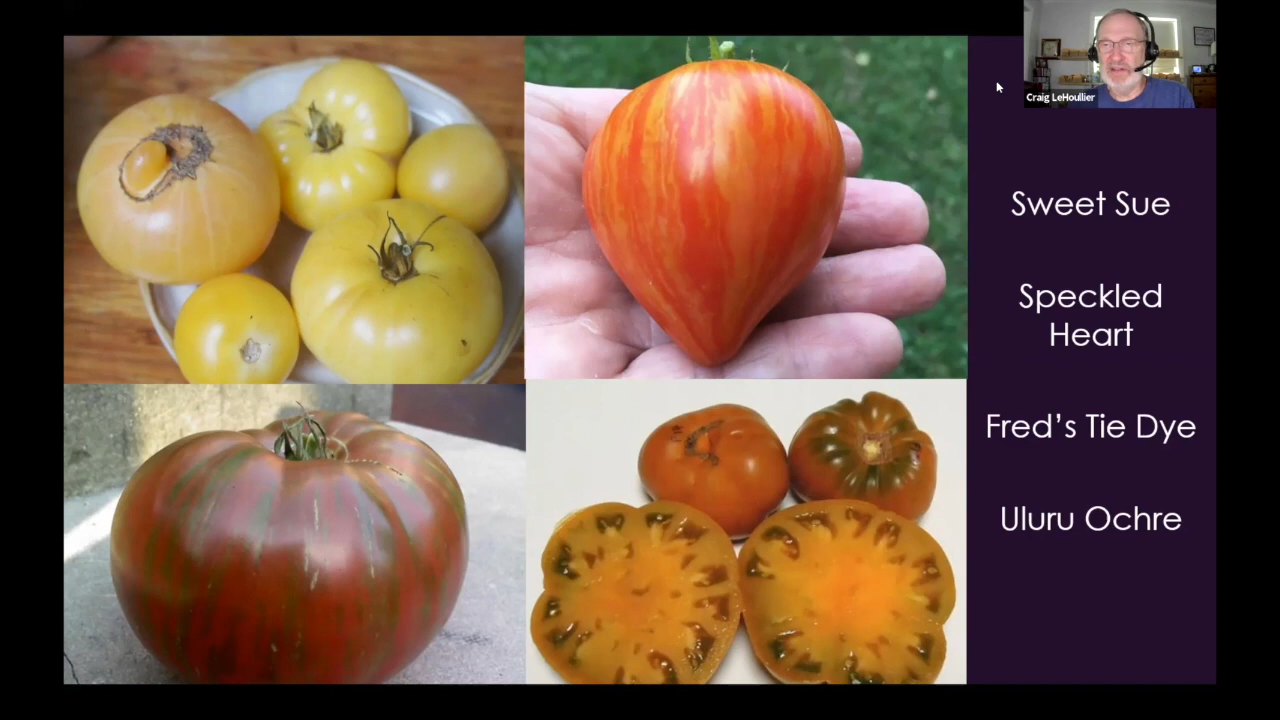 Craig LeHoullier
Sweet Sue
Speckled
Heart
Fred's Tie Dye
Uluru Ochre